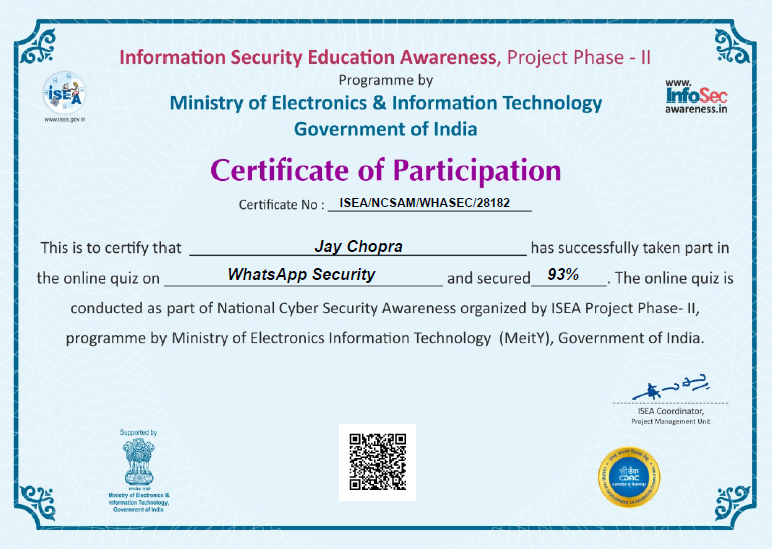 Information Security Education Awareness, Project Phase - II
Programme by
Ministry of Electronics & Information Technology
Government of India
ISEA
www.isea.gov.in
www.
InfoSec
awareness.in
Certificate of Participation
Certificate No : ISEA/NCSAM/WHASEC/28182
This is to certify that Jay Chopra has successfully taken part in
the online quiz on WhatsApp Security and secured 93% . The online quiz is
conducted as part of National Cyber Security Awareness organized by ISEA Project Phase- II,
programme by Ministry of Electronics Information Technology (MeitY), Government of India.
ISEA Coordinator,
Project Management Unit
Supported by
Ministry of Electronics &
Information Technology,
Government of India
सी डैक
CDAC